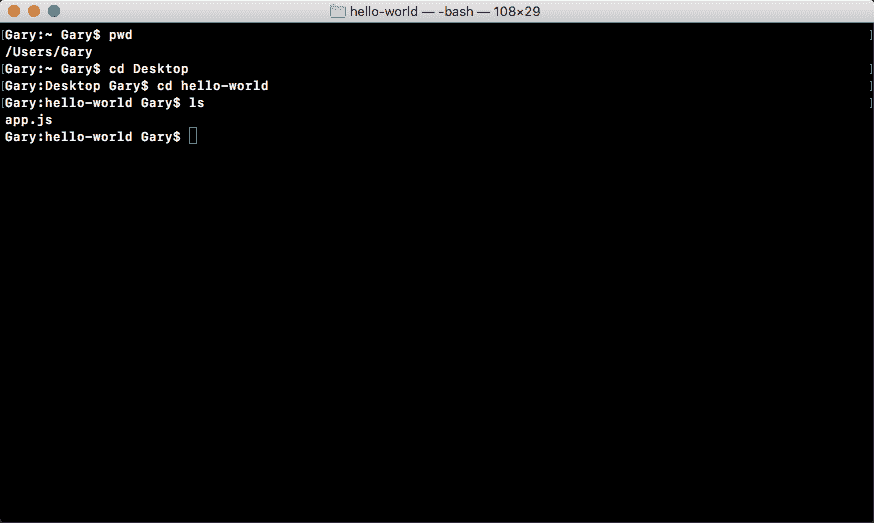 hello-world — -bash — 108×29
[Gary:~ Gary$ pwd ]
/Users/Gary
[Gary:~ Gary$ cd Desktop ]
[Gary:Desktop Gary$ cd hello-world ]
[Gary:hello-world Gary$ ls ]
app.js
Gary:hello-world Gary$